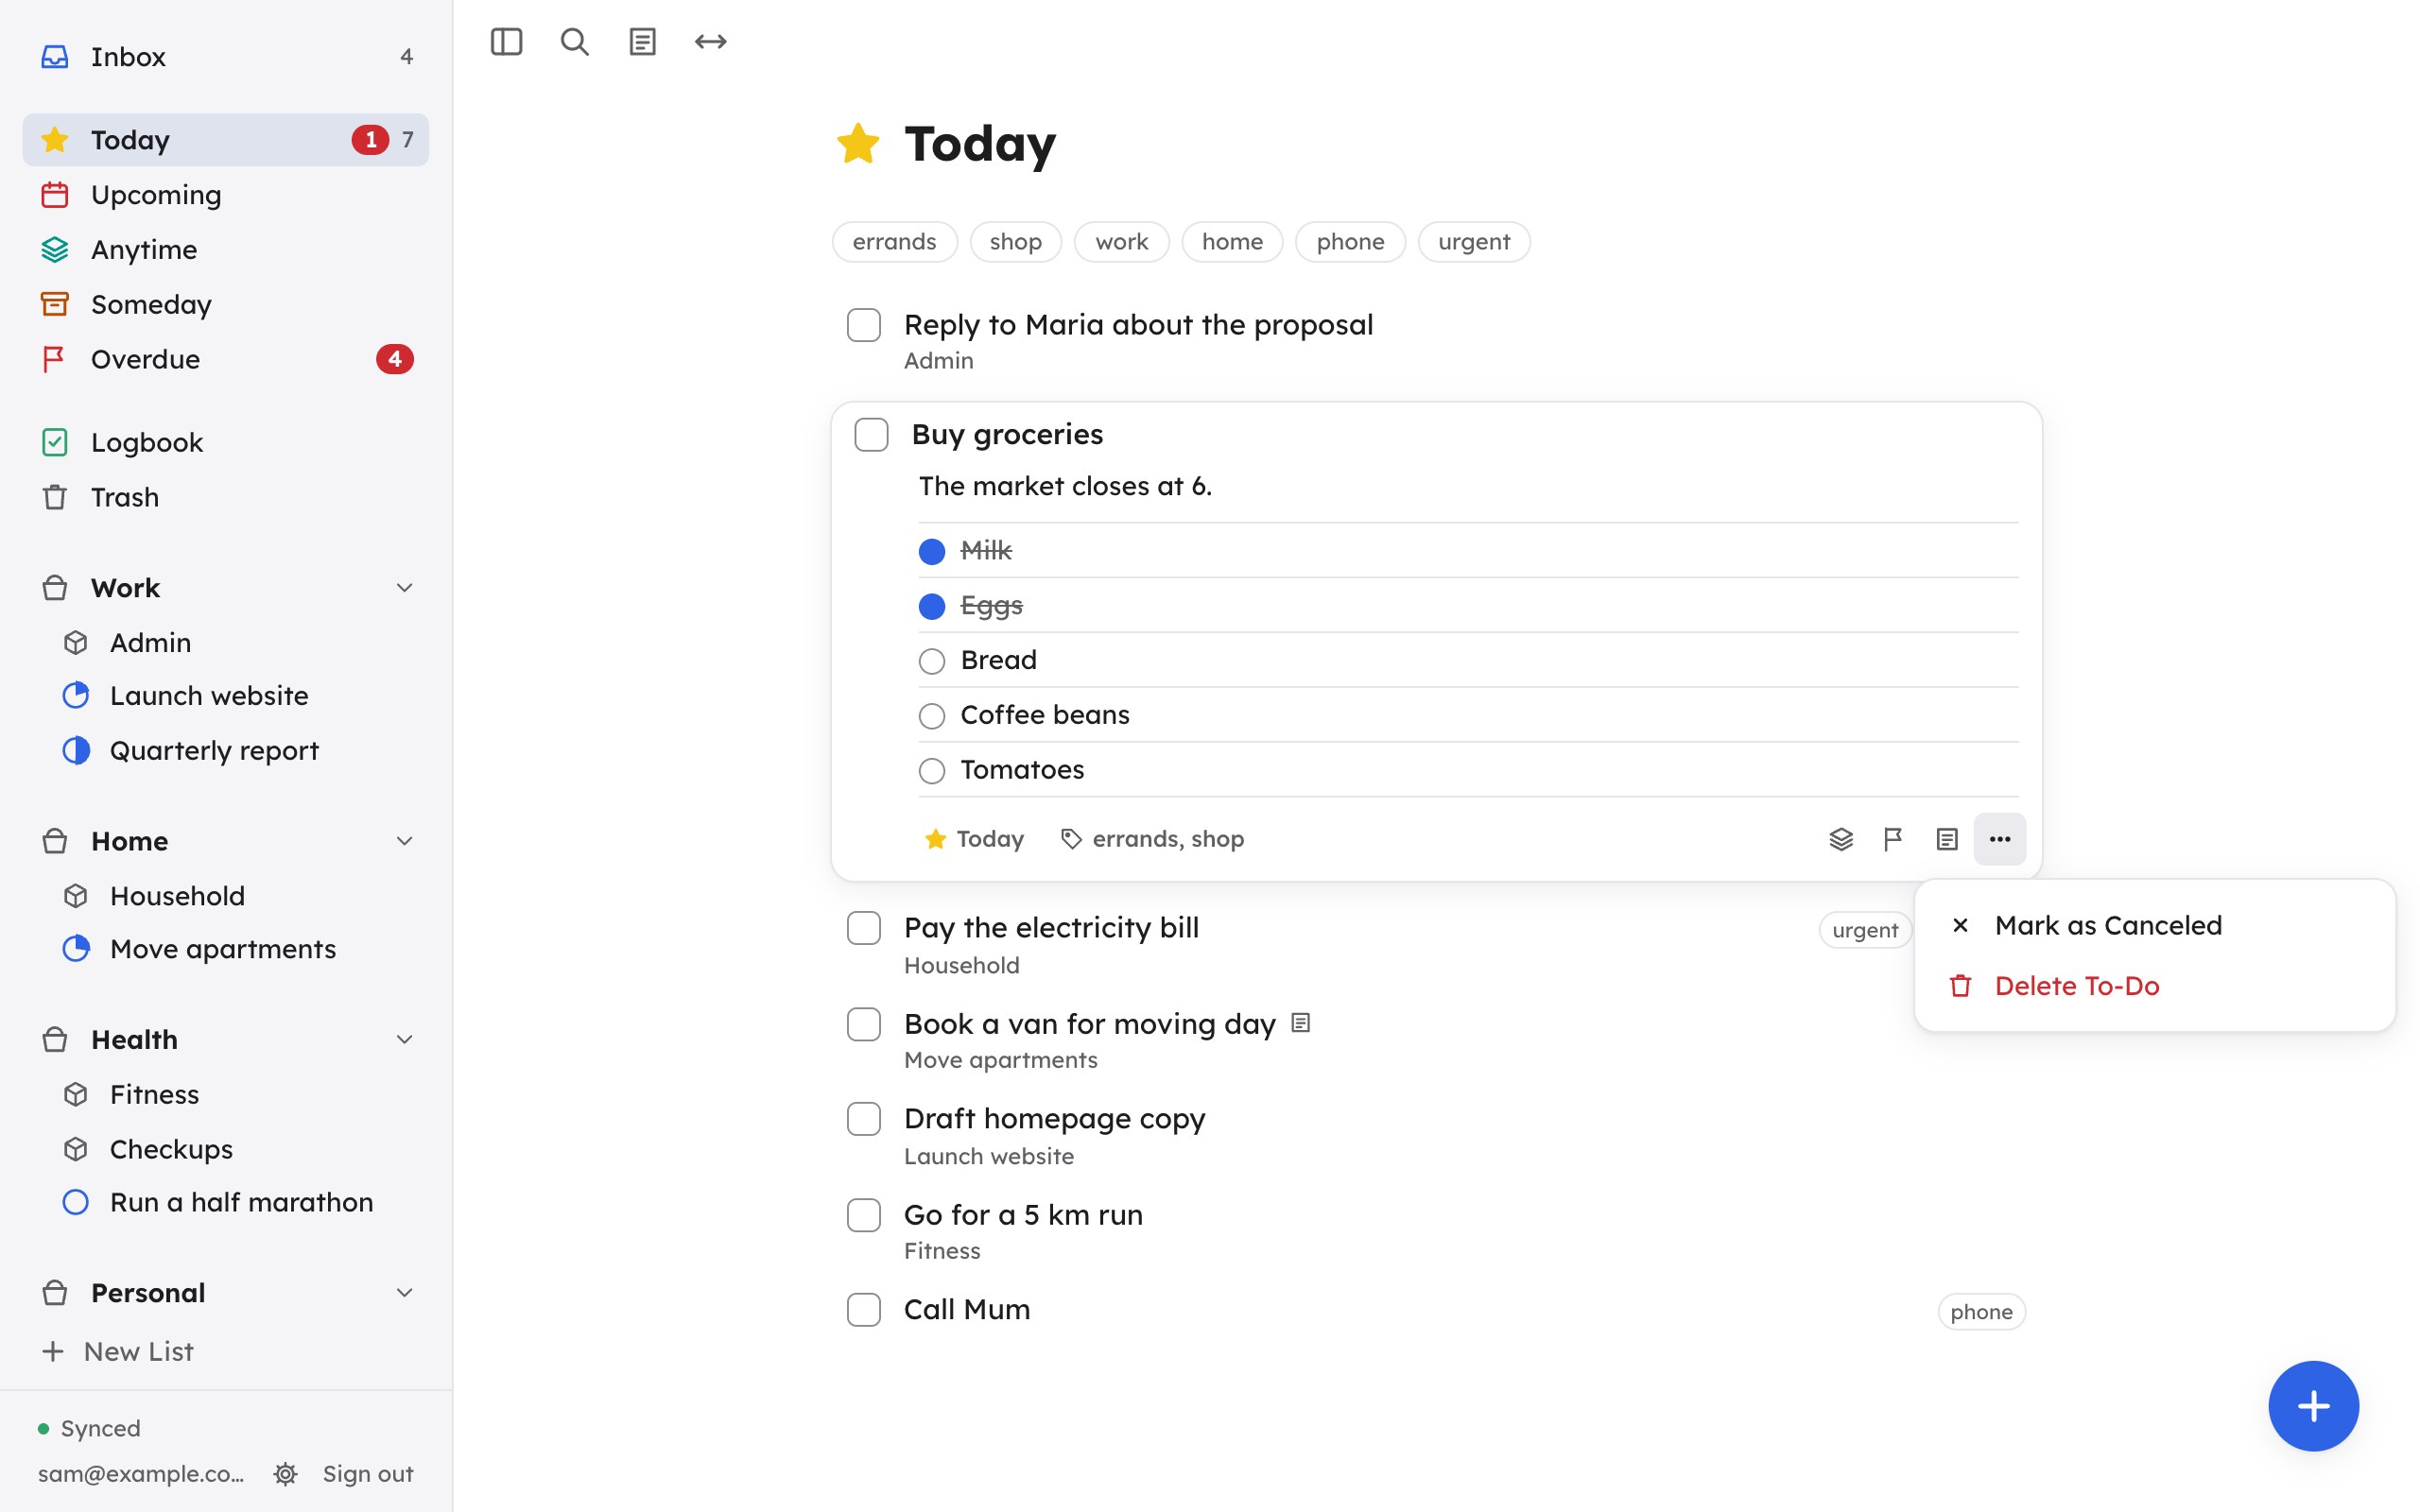 Inbox 4
Today 1 7
Upcoming
Anytime
Someday
Overdue 4
Logbook
Trash
Work
Admin
Launch website
Quarterly report
Home
Household
Move apartments
Health
Fitness
Checkups
Run a half marathon
Personal
New List
Synced
sam@example.co... Sign out
Today
errands shop work home phone urgent
Reply to Maria about the proposal
Admin
Buy groceries
The market closes at 6.
Milk
Eggs
Bread
Coffee beans
Tomatoes
Today errands, shop
Mark as Canceled
Delete To-Do
Pay the electricity bill urgent
Household
Book a van for moving day
Move apartments
Draft homepage copy
Launch website
Go for a 5 km run
Fitness
Call Mum phone